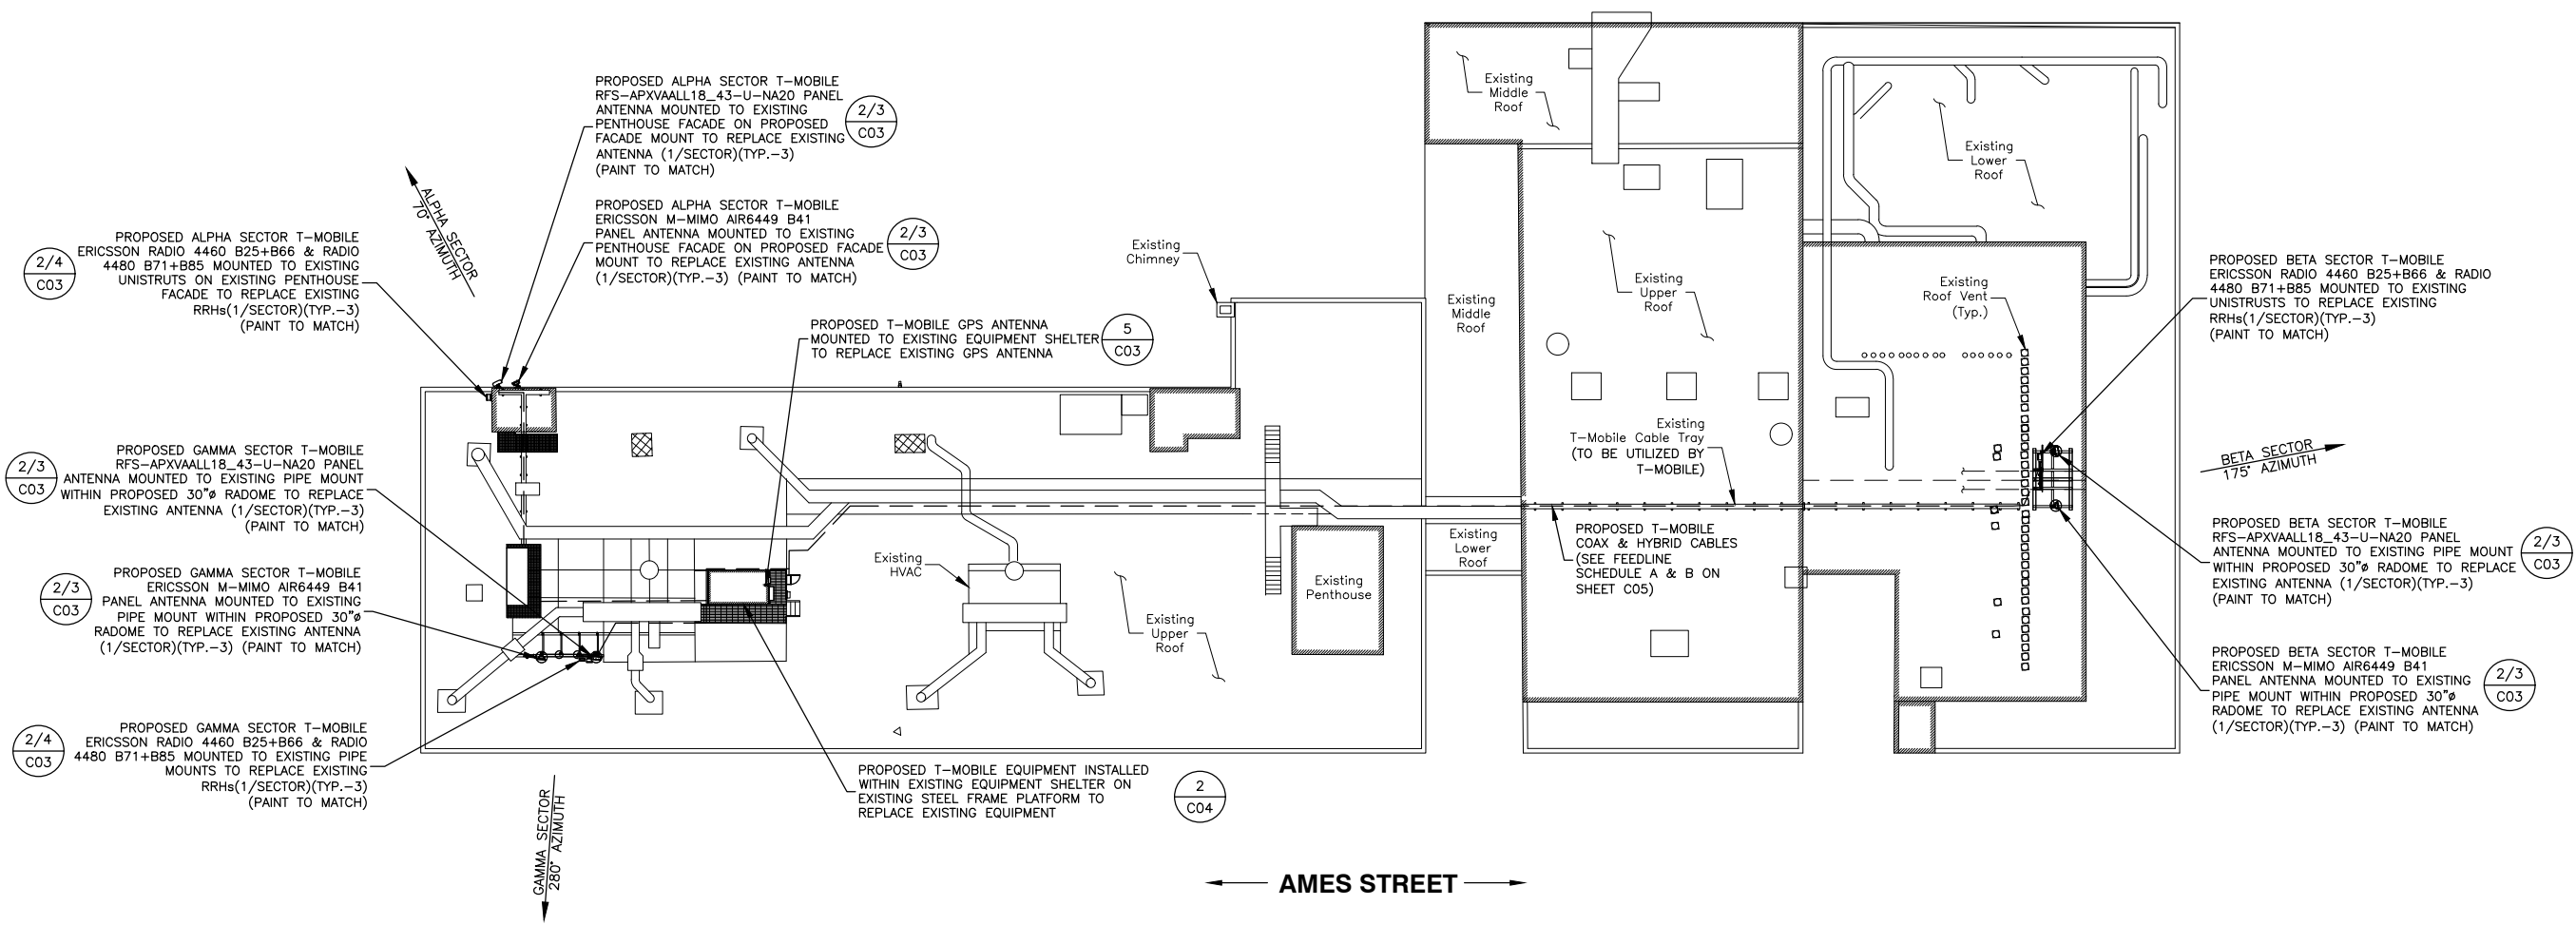 PROPOSED ALPHA SECTOR T-MOBILE
RFS-APXVAALL18_43-U-NA20 PANEL
ANTENNA MOUNTED TO EXISTING
PENTHOUSE FACADE ON PROPOSED
FACADE MOUNT TO REPLACE EXISTING
ANTENNA (1/SECTOR)(TYP.-3)
(PAINT TO MATCH)
2/3
C03
PROPOSED ALPHA SECTOR T-MOBILE
ERICSSON M-MIMO AIR6449 B41
PANEL ANTENNA MOUNTED TO EXISTING
PENTHOUSE FACADE ON PROPOSED FACADE
MOUNT TO REPLACE EXISTING ANTENNA
(1/SECTOR)(TYP.-3) (PAINT TO MATCH)
2/3
C03
ALPHA SECTOR
70° AZIMUTH
2/4
C03
PROPOSED ALPHA SECTOR T-MOBILE
ERICSSON RADIO 4460 B25+B66 & RADIO
4480 B71+B85 MOUNTED TO EXISTING
UNISTRUTS ON EXISTING PENTHOUSE
FACADE TO REPLACE EXISTING
RRHs(1/SECTOR)(TYP.-3)
(PAINT TO MATCH)
PROPOSED T-MOBILE GPS ANTENNA
MOUNTED TO EXISTING EQUIPMENT SHELTER
TO REPLACE EXISTING GPS ANTENNA
5
C03
Existing
Chimney
Existing
Middle
Roof
Existing
Middle
Roof
Existing
Upper
Roof
Existing
Lower
Roof
Existing
Roof Vent
(Typ.)
PROPOSED BETA SECTOR T-MOBILE
ERICSSON RADIO 4460 B25+B66 & RADIO
4480 B71+B85 MOUNTED TO EXISTING
UNISTRUSTS TO REPLACE EXISTING
RRHs(1/SECTOR)(TYP.-3)
(PAINT TO MATCH)
2/3
C03
PROPOSED GAMMA SECTOR T-MOBILE
RFS-APXVAALL18_43-U-NA20 PANEL
ANTENNA MOUNTED TO EXISTING PIPE MOUNT
WITHIN PROPOSED 30"ø RADOME TO REPLACE
EXISTING ANTENNA (1/SECTOR)(TYP.-3)
(PAINT TO MATCH)
Existing
T-Mobile Cable Tray
(TO BE UTILIZED BY
T-MOBILE)
BETA SECTOR
175° AZIMUTH
PROPOSED T-MOBILE
COAX & HYBRID CABLES
(SEE FEEDLINE
SCHEDULE A & B ON
SHEET C05)
Existing
Lower
Roof
PROPOSED BETA SECTOR T-MOBILE
RFS-APXVAALL18_43-U-NA20 PANEL
ANTENNA MOUNTED TO EXISTING PIPE MOUNT
WITHIN PROPOSED 30"ø RADOME TO REPLACE
EXISTING ANTENNA (1/SECTOR)(TYP.-3)
(PAINT TO MATCH)
2/3
C03
2/3
C03
PROPOSED GAMMA SECTOR T-MOBILE
ERICSSON M-MIMO AIR6449 B41
PANEL ANTENNA MOUNTED TO EXISTING
PIPE MOUNT WITHIN PROPOSED 30"ø
RADOME TO REPLACE EXISTING ANTENNA
(1/SECTOR)(TYP.-3) (PAINT TO MATCH)
Existing
HVAC
Existing
Upper
Roof
Existing
Penthouse
PROPOSED BETA SECTOR T-MOBILE
ERICSSON M-MIMO AIR6449 B41
PANEL ANTENNA MOUNTED TO EXISTING
PIPE MOUNT WITHIN PROPOSED 30"ø
RADOME TO REPLACE EXISTING ANTENNA
(1/SECTOR)(TYP.-3) (PAINT TO MATCH)
2/3
C03
2/4
C03
PROPOSED GAMMA SECTOR T-MOBILE
ERICSSON RADIO 4460 B25+B66 & RADIO
4480 B71+B85 MOUNTED TO EXISTING PIPE
MOUNTS TO REPLACE EXISTING
RRHs(1/SECTOR)(TYP.-3)
(PAINT TO MATCH)
GAMMA SECTOR
280° AZIMUTH
PROPOSED T-MOBILE EQUIPMENT INSTALLED
WITHIN EXISTING EQUIPMENT SHELTER ON
EXISTING STEEL FRAME PLATFORM TO
REPLACE EXISTING EQUIPMENT
2
C04
AMES STREET